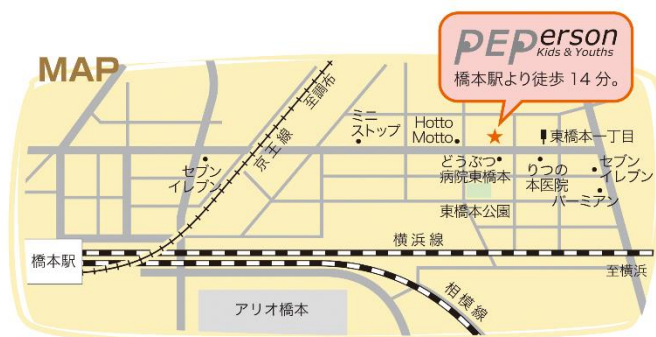 MAP
PEPerson
Kids & Youths
橋本駅より徒歩 14 分。
至調布
京王線
ミニ
ストップ
Hotto
Motto
東橋本一丁目
セブン
イレブン
どうぶつ
病院東橋本
りつの
本医院
セブン
イレブン
バーミアン
東橋本公園
横浜線
橋本駅
至横浜
相模線
アリオ橋本